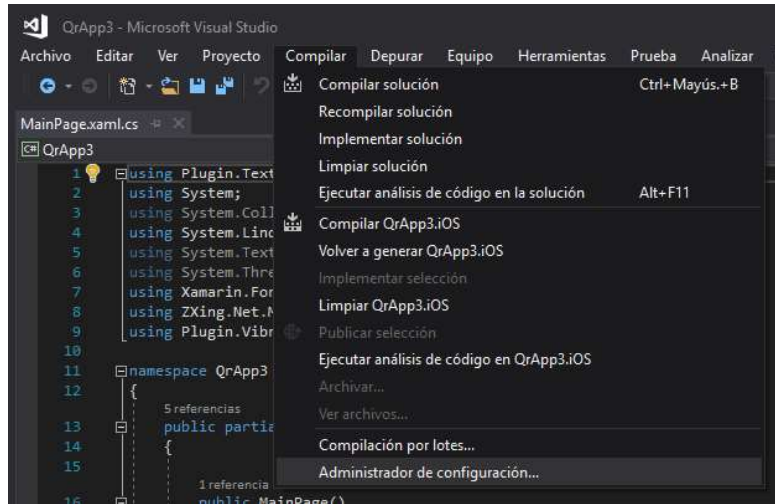 QrApp3 - Microsoft Visual Studio
Archivo Editar Ver Proyecto Compilar Depurar Equipo Herramientas Prueba Analizar
Compilar solución Ctrl+Mayús.+B
Recompilar solución
Implementar solución
Limpiar solución
Ejecutar análisis de código en la solución Alt+F11
Compilar QrApp3.iOS
Volver a generar QrApp3.iOS
Implementar selección
Limpiar QrApp3.iOS
Publicar selección
Ejecutar análisis de código en QrApp3.iOS
Archivar...
Ver archivos...
Compilación por lotes...
Administrador de configuración...
MainPage.xaml.cs
C# QrApp3
1 using Plugin.Text
2 using System;
3 using System.Coll
4 using System.Linq
5 using System.Text
6 using System.Thre
7 using Xamarin.For
8 using ZXing.Net.M
9 using Plugin.Vibr
10
11 namespace QrApp3
12 {
5 referencias
13 public partia
14 {
15
1 referencia
16 public MainPage()